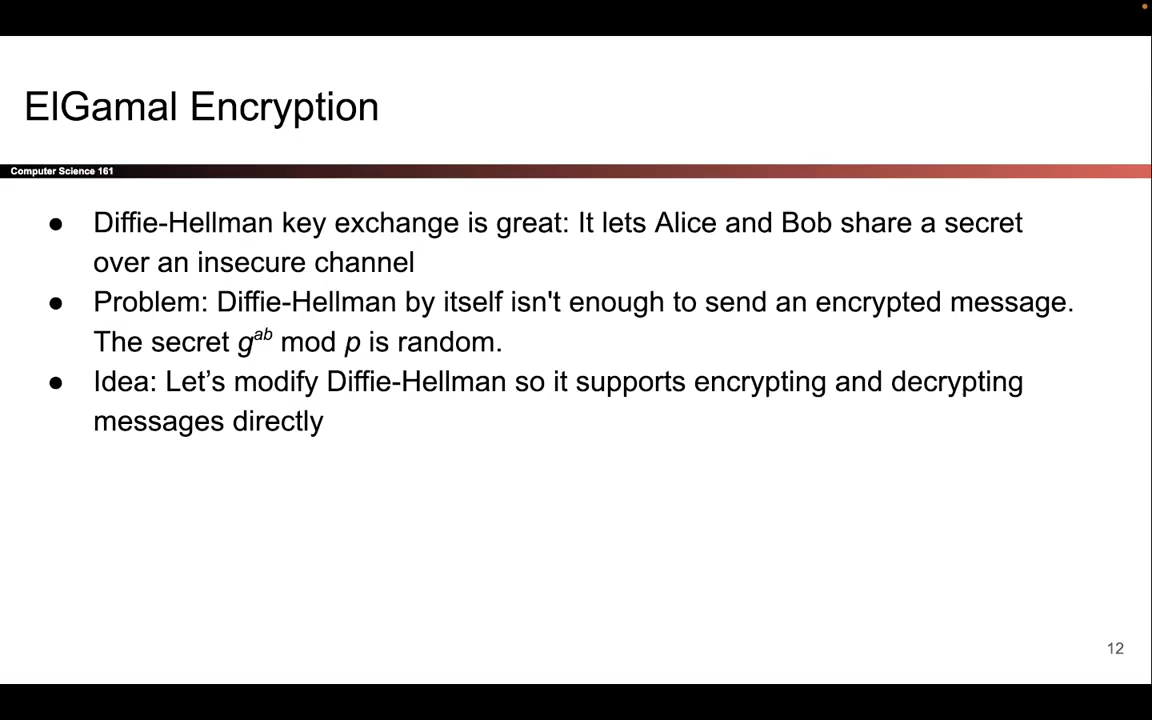 ElGamal Encryption
Computer Science 161
● Diffie-Hellman key exchange is great: It lets Alice and Bob share a secret
over an insecure channel
● Problem: Diffie-Hellman by itself isn't enough to send an encrypted message.
The secret gᵃᵇ mod p is random.
● Idea: Let’s modify Diffie-Hellman so it supports encrypting and decrypting
messages directly
12